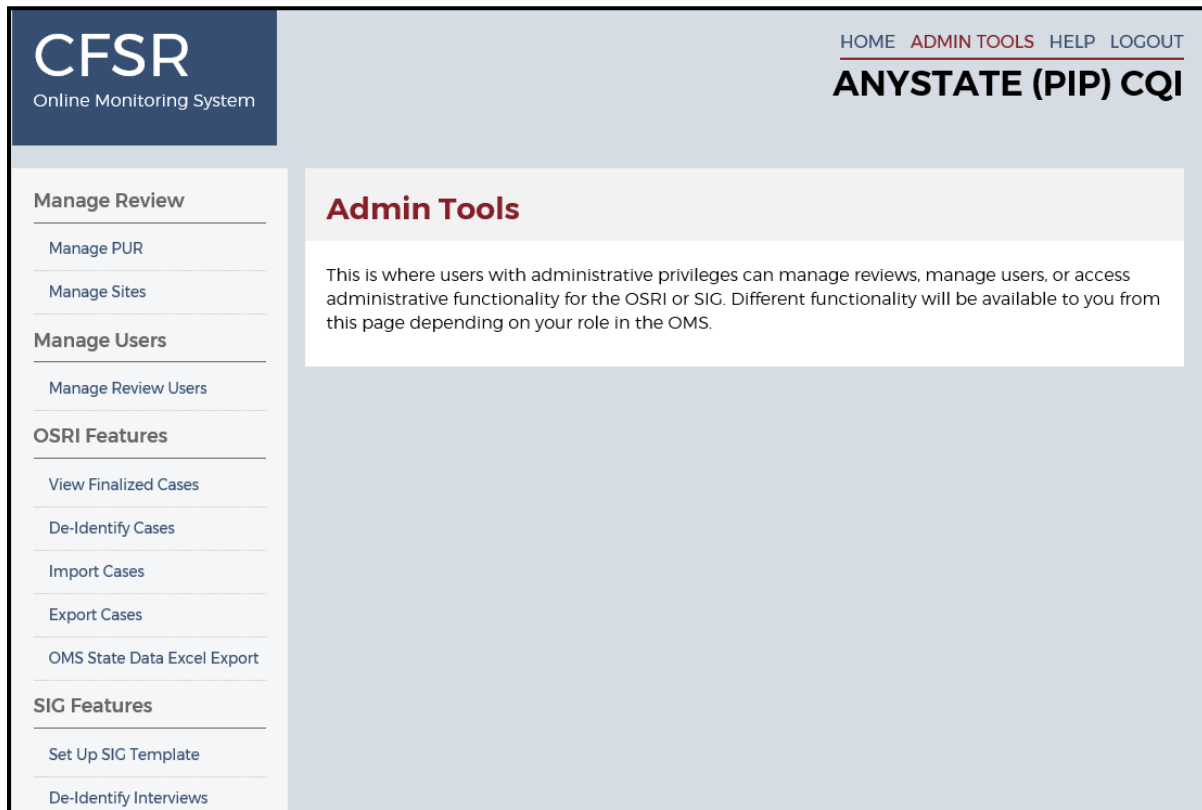 CFSR
Online Monitoring System
HOME ADMIN TOOLS HELP LOGOUT
ANYSTATE (PIP) CQI
Manage Review
Manage PUR
Manage Sites
Manage Users
Manage Review Users
OSRI Features
View Finalized Cases
De-Identify Cases
Import Cases
Export Cases
OMS State Data Excel Export
SIG Features
Set Up SIG Template
De-Identify Interviews
Admin Tools
This is where users with administrative privileges can manage reviews, manage users, or access
administrative functionality for the OSRI or SIG. Different functionality will be available to you from
this page depending on your role in the OMS.